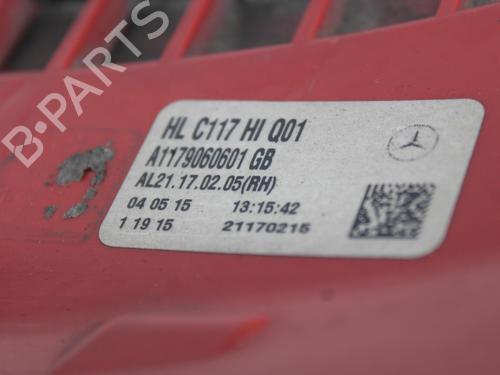 HL C117 HI Q01
A1179060601 GB
AL21.17.02.05(RH)
04 05 15 13:15:42
1 19 15 21170215
B-PARTS